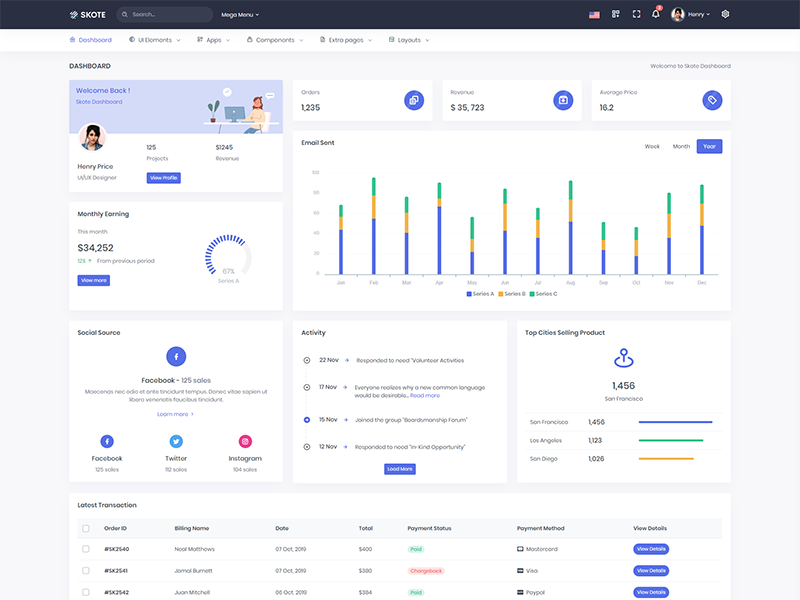 SKOTE
Search...
Mega Menu
3
Henry
Dashboard
UI Elements
Apps
Components
Extra pages
Layouts
DASHBOARD
Welcome to Skote Dashboard
Welcome Back !
Skote Dashboard
Henry Price
UI/UX Designer
125
Projects
$1245
Revenue
View Profile
Orders
1,235
Revenue
$ 35, 723
Average Price
16.2
Monthly Earning
This month
$34,252
12% From previous period
View more
67%
Series A
Email Sent
Week
Month
Year
100
80
60
40
20
0
Jan Feb Mar Apr May Jun Jul Aug Sep Oct Nov Dec
Series A Series B Series C
Social Source
Facebook - 125 sales
Maecenas nec odio et ante tincidunt tempus. Donec vitae sapien ut
libero venenatis faucibus tincidunt.
Learn more
Facebook
125 sales
Twitter
112 sales
Instagram
104 sales
Activity
22 Nov Responded to need "Volunteer Activities
17 Nov Everyone realizes why a new common language
would be desirable... Read more
15 Nov Joined the group "Boardsmanship Forum"
12 Nov Responded to need "In-Kind Opportunity"
Load More
Top Cities Selling Product
1,456
San Francisco
San Francisco 1,456
Los Angeles 1,123
San Diego 1,026
Latest Transaction
Order ID Billing Name Date Total Payment Status Payment Method View Details
#SK2540 Neal Matthews 07 Oct, 2019 $400 Paid Mastercard View Details
#SK2541 Jamal Burnett 07 Oct, 2019 $380 Chargeback Visa View Details
#SK2542 Juan Mitchell 06 Oct, 2019 $384 Paid Paypal View Details